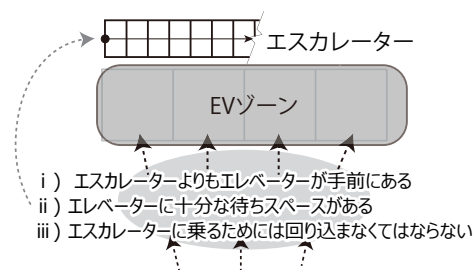 エスカレーター
EVゾーン
ⅰ）エスカレーターよりもエレベーターが手前にある
ⅱ）エレベーターに十分な待ちスペースがある
ⅲ）エスカレーターに乗るためには回り込まなくてはならない